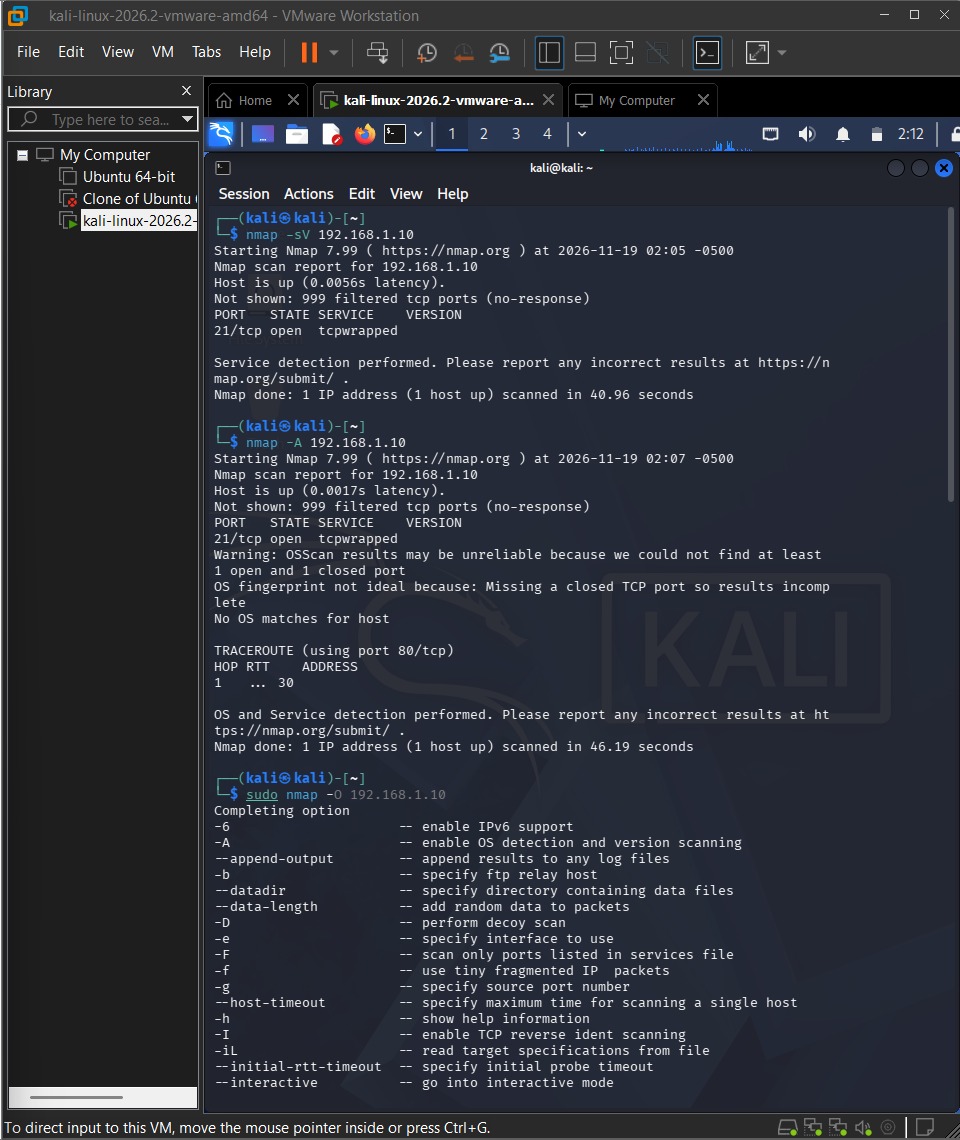 kali-linux-2026.2-vmware-amd64 - VMware Workstation
File Edit View VM Tabs Help
Library
Type here to sea...
My Computer
Ubuntu 64-bit
Clone of Ubuntu
kali-linux-2026.2-
Home
kali-linux-2026.2-vmware-a...
My Computer
1 2 3 4
2:12
kali@kali: ~
Session Actions Edit View Help
┌──(kali㉿kali)-[~]
└─$ nmap -sV 192.168.1.10
Starting Nmap 7.99 ( https://nmap.org ) at 2026-11-19 02:05 -0500
Nmap scan report for 192.168.1.10
Host is up (0.0056s latency).
Not shown: 999 filtered tcp ports (no-response)
PORT   STATE SERVICE    VERSION
21/tcp open  tcpwrapped

Service detection performed. Please report any incorrect results at https://n
map.org/submit/ .
Nmap done: 1 IP address (1 host up) scanned in 40.96 seconds

┌──(kali㉿kali)-[~]
└─$ nmap -A 192.168.1.10
Starting Nmap 7.99 ( https://nmap.org ) at 2026-11-19 02:07 -0500
Nmap scan report for 192.168.1.10
Host is up (0.0017s latency).
Not shown: 999 filtered tcp ports (no-response)
PORT   STATE SERVICE    VERSION
21/tcp open  tcpwrapped
Warning: OSScan results may be unreliable because we could not find at least
1 open and 1 closed port
OS fingerprint not ideal because: Missing a closed TCP port so results incomp
lete
No OS matches for host

TRACEROUTE (using port 80/tcp)
HOP RTT    ADDRESS
1   ... 30

OS and Service detection performed. Please report any incorrect results at ht
tps://nmap.org/submit/ .
Nmap done: 1 IP address (1 host up) scanned in 46.19 seconds

┌──(kali㉿kali)-[~]
└─$ sudo nmap -O 192.168.1.10
Completing option
-6                     -- enable IPv6 support
-A                     -- enable OS detection and version scanning
--append-output        -- append results to any log files
-b                     -- specify ftp relay host
--datadir              -- specify directory containing data files
--data-length          -- add random data to packets
-D                     -- perform decoy scan
-e                     -- specify interface to use
-F                     -- scan only ports listed in services file
-f                     -- use tiny fragmented IP  packets
-g                     -- specify source port number
--host-timeout         -- specify maximum time for scanning a single host
-h                     -- show help information
-I                     -- enable TCP reverse ident scanning
-iL                    -- read target specifications from file
--initial-rtt-timeout  -- specify initial probe timeout
--interactive          -- go into interactive mode
KALI
To direct input to this VM, move the mouse pointer inside or press Ctrl+G.